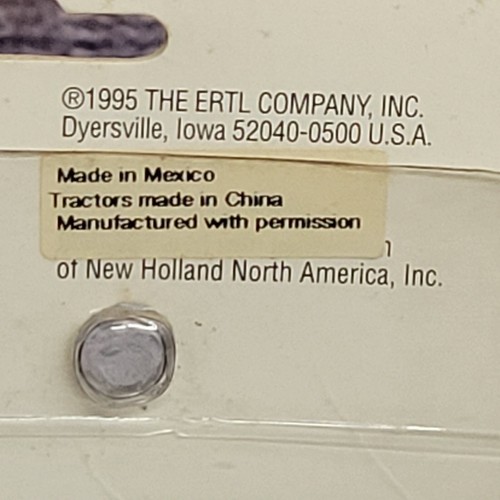 ®1995 THE ERTL COMPANY, INC.
Dyersville, Iowa 52040-0500 U.S.A.
Made in Mexico
Tractors made in China
Manufactured with permission
of New Holland North America, Inc.